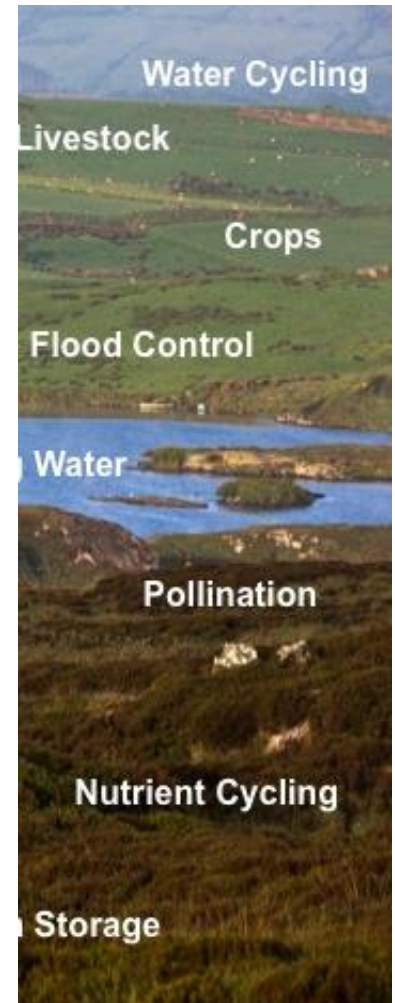 Water Cycling
Livestock
Crops
Flood Control
Water
Pollination
Nutrient Cycling
Storage